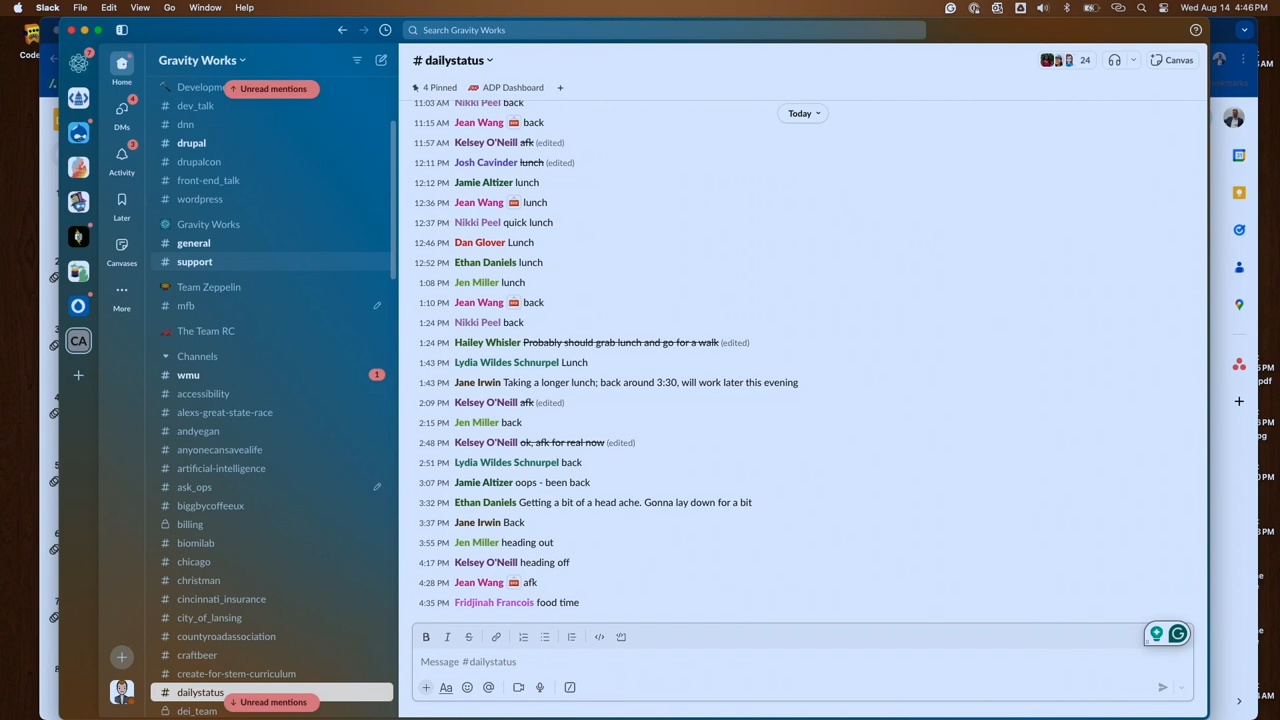 Slack File Edit View Go History Window Help
Wed Aug 14 4:46 PM
Code
7
CA
Home
4
DMs
3
Activity
Later
Canvases
More
Gravity Works
Developm
Unread mentions
# dev_talk
# dnn
# drupal
# drupalcon
# front-end_talk
# wordpress
Gravity Works
# general
# support
Team Zeppelin
# mfb
The Team RC
Channels
# wmu 1
# accessibility
# alexs-great-state-race
# andyegan
# anyonecansavealife
# artificial-intelligence
# ask_ops
# biggbycoffeeux
billing
# biomilab
# chicago
# christman
# cincinnati_insurance
# city_of_lansing
# countyroadassociation
# craftbeer
# create-for-stem-curriculum
# dailystatus
Unread mentions
# dei_team
Search Gravity Works
# dailystatus
24
Canvas
4 Pinned ADP Dashboard +
Today
11:03 AM Nikki Peel back
11:15 AM Jean Wang back
11:57 AM Kelsey O'Neill afk (edited)
12:11 PM Josh Cavinder lunch (edited)
12:12 PM Jamie Altizer lunch
12:36 PM Jean Wang lunch
12:37 PM Nikki Peel quick lunch
12:46 PM Dan Glover Lunch
12:52 PM Ethan Daniels lunch
1:08 PM Jen Miller lunch
1:10 PM Jean Wang back
1:24 PM Nikki Peel back
1:24 PM Hailey Whisler Probably should grab lunch and go for a walk (edited)
1:43 PM Lydia Wildes Schnurpel Lunch
1:43 PM Jane Irwin Taking a longer lunch; back around 3:30, will work later this evening
2:09 PM Kelsey O'Neill afk (edited)
2:15 PM Jen Miller back
2:48 PM Kelsey O'Neill ok, afk for real now (edited)
2:51 PM Lydia Wildes Schnurpel back
3:07 PM Jamie Altizer oops - been back
3:32 PM Ethan Daniels Getting a bit of a head ache. Gonna lay down for a bit
3:37 PM Jane Irwin Back
3:55 PM Jen Miller heading out
4:17 PM Kelsey O'Neill heading off
4:28 PM Jean Wang afk
4:35 PM Fridjinah Francois food time
B I S
Message #dailystatus
+ Aa @